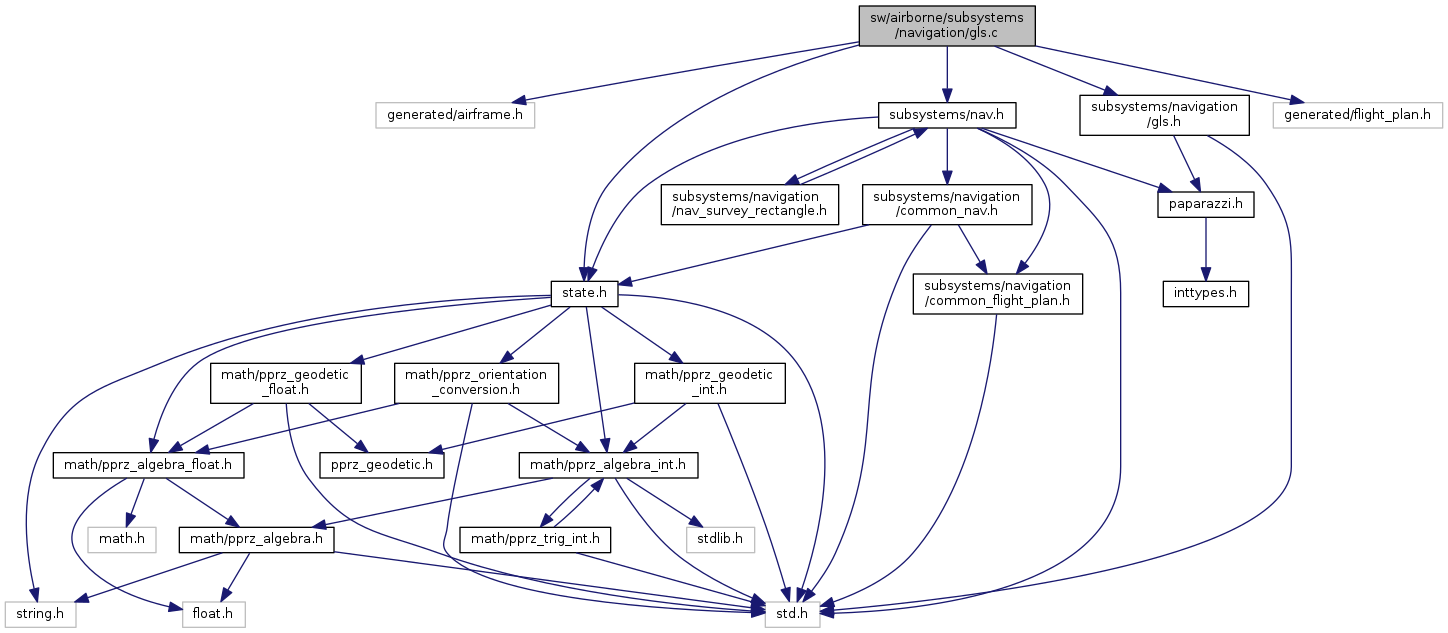 sw/airborne/subsystems
/navigation/gls.c
generated/airframe.h
subsystems/nav.h
subsystems/navigation
/gls.h
generated/flight_plan.h
subsystems/navigation
/nav_survey_rectangle.h
subsystems/navigation
/common_nav.h
paparazzi.h
state.h
subsystems/navigation
/common_flight_plan.h
inttypes.h
math/pprz_geodetic
_float.h
math/pprz_orientation
_conversion.h
math/pprz_geodetic
_int.h
math/pprz_algebra_float.h
pprz_geodetic.h
math/pprz_algebra_int.h
math.h
math/pprz_algebra.h
math/pprz_trig_int.h
stdlib.h
string.h
float.h
std.h